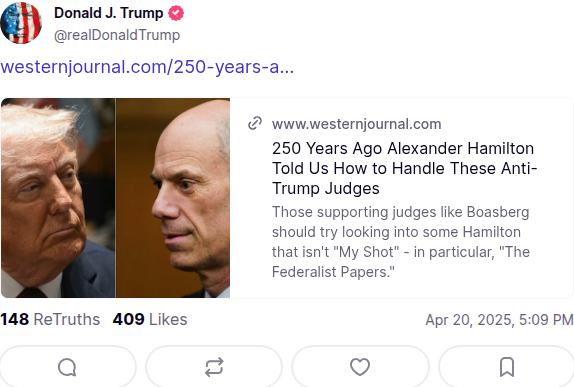 Donald J. Trump
@realDonaldTrump
westernjournal.com/250-years-a...
www.westernjournal.com
250 Years Ago Alexander Hamilton
Told Us How to Handle These Anti-
Trump Judges
Those supporting judges like Boasberg
should try looking into some Hamilton
that isn't "My Shot" - in particular, "The
Federalist Papers."
148 ReTruths 409 Likes
Apr 20, 2025, 5:09 PM